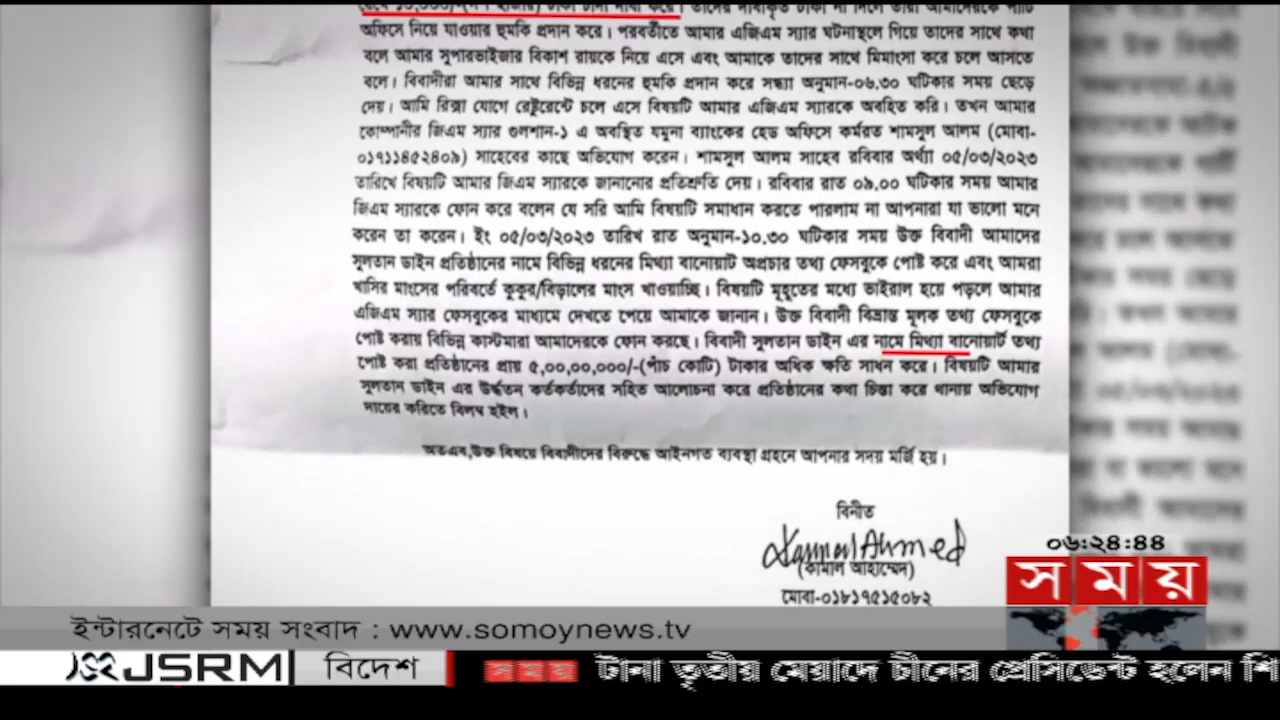 ১০,০০০/-(দশ হাজার) টাকা চাঁদা দাবী করে। তাদের দাবীকৃত টাকা না দিলে তারা আমাদেরকে পার্টি
অফিসে নিয়ে যাওয়ার হুমকি প্রদান করে। পরবর্তীতে আমার এজিএম স্যার ঘটনাস্থলে গিয়ে তাদের সাথে কথা
বলে আমার সুপারভাইজার বিকাশ রায়কে নিয়ে এসে এবং আমাকে তাদের সাথে মিমাংসা করে চলে আসতে
বলে। বিবাদীরা আমার সাথে বিভিন্ন ধরনের হুমকি প্রদান করে সন্ধ্যা অনুমান-০৬.৩০ ঘটিকার সময় ছেড়ে
দেয়। আমি রিক্সা যোগে রেষ্টুরেন্টে চলে এসে বিষয়টি আমার এজিএম স্যারকে অবহিত করি। তখন আমার
কোম্পানীর জিএম স্যার গুলশান-১ এ অবস্থিত যমুনা ব্যাংকের হেড অফিসে কর্মরত শামসুল আলম (মোবা-
০১৭১১৪৫২৪০৯) সাহেবের কাছে অভিযোগ করেন। শামসুল আলম সাহেব রবিবার অর্থ্যা ০৫/০৩/২০২৩
তারিখে বিষয়টি আমার জিএম স্যারকে জানানোর প্রতিশ্রুতি দেয়। রবিবার রাত ০৯.০০ ঘটিকার সময় আমার
জিএম স্যারকে ফোন করে বলেন যে সরি আমি বিষয়টি সমাধান করতে পারলাম না আপনারা যা ভালো মনে
করেন তা করেন। ইং ০৫/০৩/২০২৩ তারিখ রাত অনুমান-১০.৩০ ঘটিকার সময় উক্ত বিবাদী আমাদের
সুলতান ডাইন প্রতিষ্ঠানের নামে বিভিন্ন ধরনের মিথ্যা বানোয়াট অপ্রচার তথ্য ফেসবুকে পোষ্ট করে এবং আমরা
খাসির মাংসের পরিবর্তে কুকুব/বিড়ালের মাংস খাওয়াচ্ছি। বিষয়টি মূহূতের মধ্যে ভাইরাল হয়ে পড়লে আমার
এজিএম স্যার ফেসবুকের মাধ্যমে দেখতে পেয়ে আমাকে জানান। উক্ত বিবাদী বিভ্রান্ত মূলক তথ্য ফেসবুকে
পোষ্ট করায় বিভিন্ন কাস্টমারা আমাদেরকে ফোন করছে। বিবাদী সুলতান ডাইন এর নামে মিথ্যা বানোয়ার্ট তথ্য
পোষ্ট করা প্রতিষ্ঠানের প্রায় ৫,০০,০০,০০০/-(পাঁচ কোটি) টাকার অধিক ক্ষতি সাধন করে। বিষয়টি আমার
সুলতান ডাইন এর উর্দ্ধতন কর্তকর্তাদের সহিত আলোচনা করে প্রতিষ্ঠানের কথা চিন্তা করে থানায় অভিযোগ
দায়ের করিতে বিলম্ব হইল।
অতএব,উক্ত বিষয়ে বিবাদীদের বিরুদ্ধে আইনগত ব্যবস্থা গ্রহনে আপনার সদয় মর্জি হয়।
বিনীত
Kamal Ahmed
(কামাল আহাম্মেদ)
মোবা-০১৮১৭৫১৫০৮২
০৬:২৪:৪৪
সময়
ইন্টারনেটে সময় সংবাদ : www.somoynews.tv
JSRM বিদেশ সময় টানা তৃতীয় মেয়াদে চীনের প্রেসিডেন্ট হলেন শি